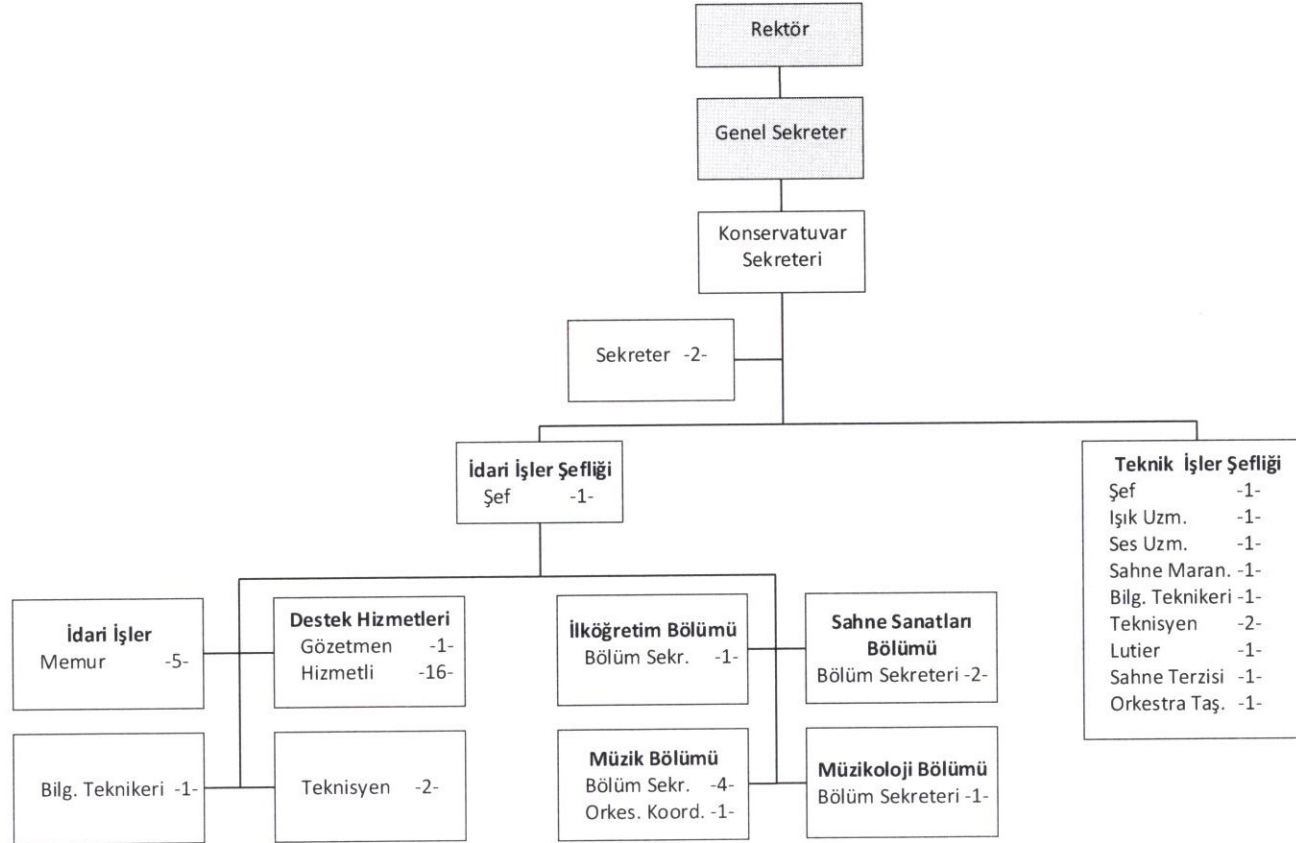 Rektör
Genel Sekreter
Konservatuvar
Sekreteri
Sekreter -2-
İdari İşler Şefliği
Şef -1-
Teknik İşler Şefliği
Şef -1-
Işık Uzm. -1-
Ses Uzm. -1-
Sahne Maran. -1-
Bilg. Teknikeri -1-
Teknisyen -2-
Lutier -1-
Sahne Terzisi -1-
Orkestra Taş. -1-
İdari İşler
Memur -5-
Destek Hizmetleri
Gözetmen -1-
Hizmetli -16-
İlköğretim Bölümü
Bölüm Sekr. -1-
Sahne Sanatları
Bölümü
Bölüm Sekreteri -2-
Bilg. Teknikeri -1-
Teknisyen -2-
Müzik Bölümü
Bölüm Sekr. -4-
Orkes. Koord. -1-
Müzikoloji Bölümü
Bölüm Sekreteri -1-